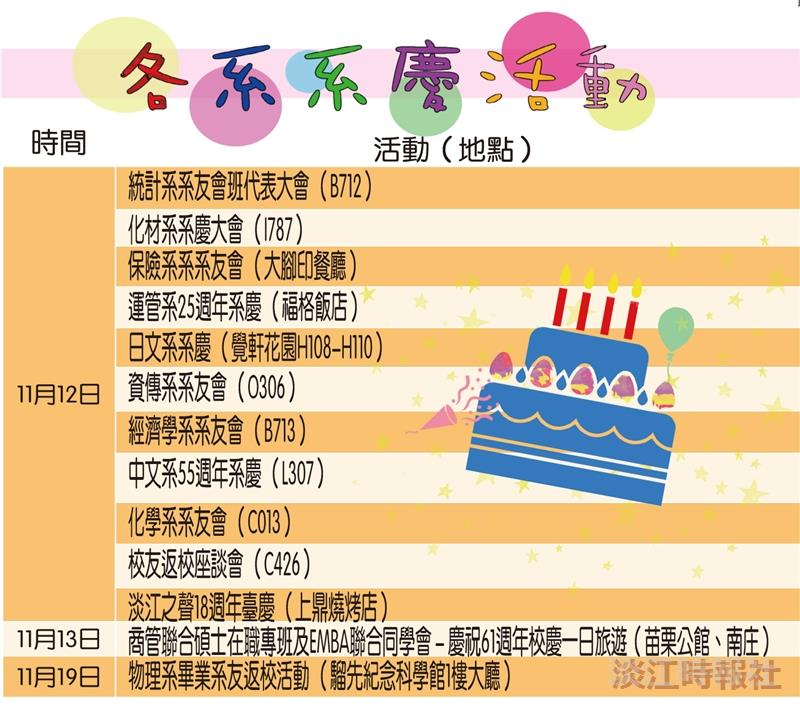 各系系慶活動
時間 活動（地點）
11月12日
統計系系友會班代表大會（B712）
化材系系慶大會（I787）
保險系系系友會（大腳印餐廳）
運管系25週年系慶（福格飯店）
日文系系慶（覺軒花園H108-H110）
資傳系系友會（O306）
經濟學系系友會（B713）
中文系55週年系慶（L307）
化學系系友會（C013）
校友返校座談會（C426）
淡江之聲18週年臺慶（上鼎燒烤店）
11月13日 商管聯合碩士在職專班及EMBA聯合同學會－慶祝61週年校慶一日旅遊（苗栗公館、南庄）
11月19日 物理系畢業系友返校活動（騮先紀念科學館1樓大廳）
淡江時報社